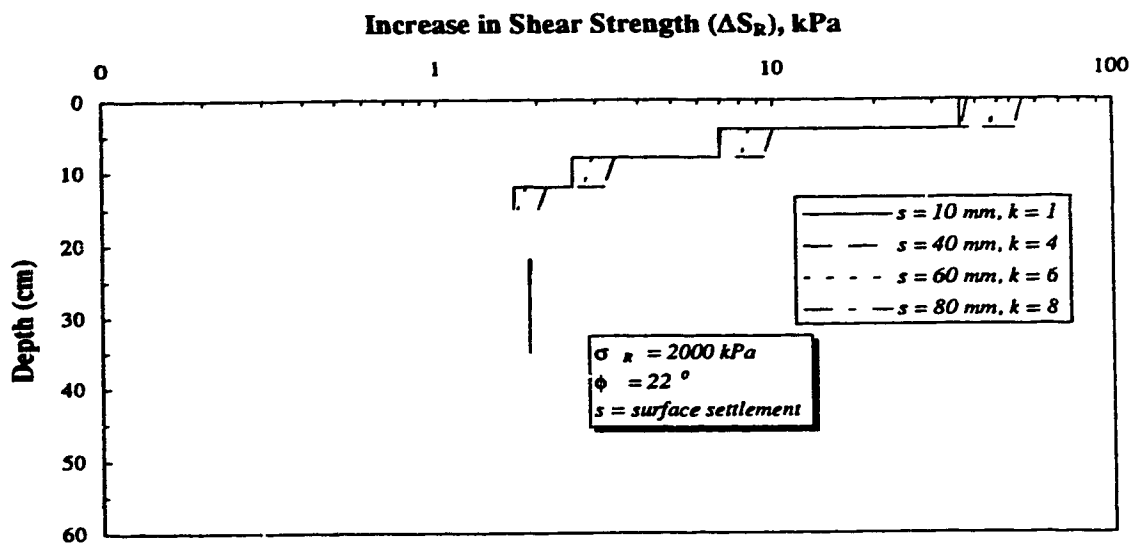 Increase in Shear Strength (ΔS_R), kPa
0 1 10 100
Depth (cm)
0
10
20
30
40
50
60
s = 10 mm, k = 1
s = 40 mm, k = 4
s = 60 mm, k = 6
s = 80 mm, k = 8
σ R = 2000 kPa
ϕ = 22 °
s = surface settlement